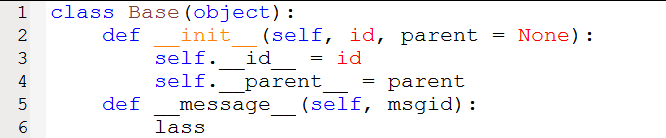 1 class Base(object):
2     def __init__(self, id, parent = None):
3         self.__id__ = id
4         self.__parent__ = parent
5     def __message__(self, msgid):
6         lass